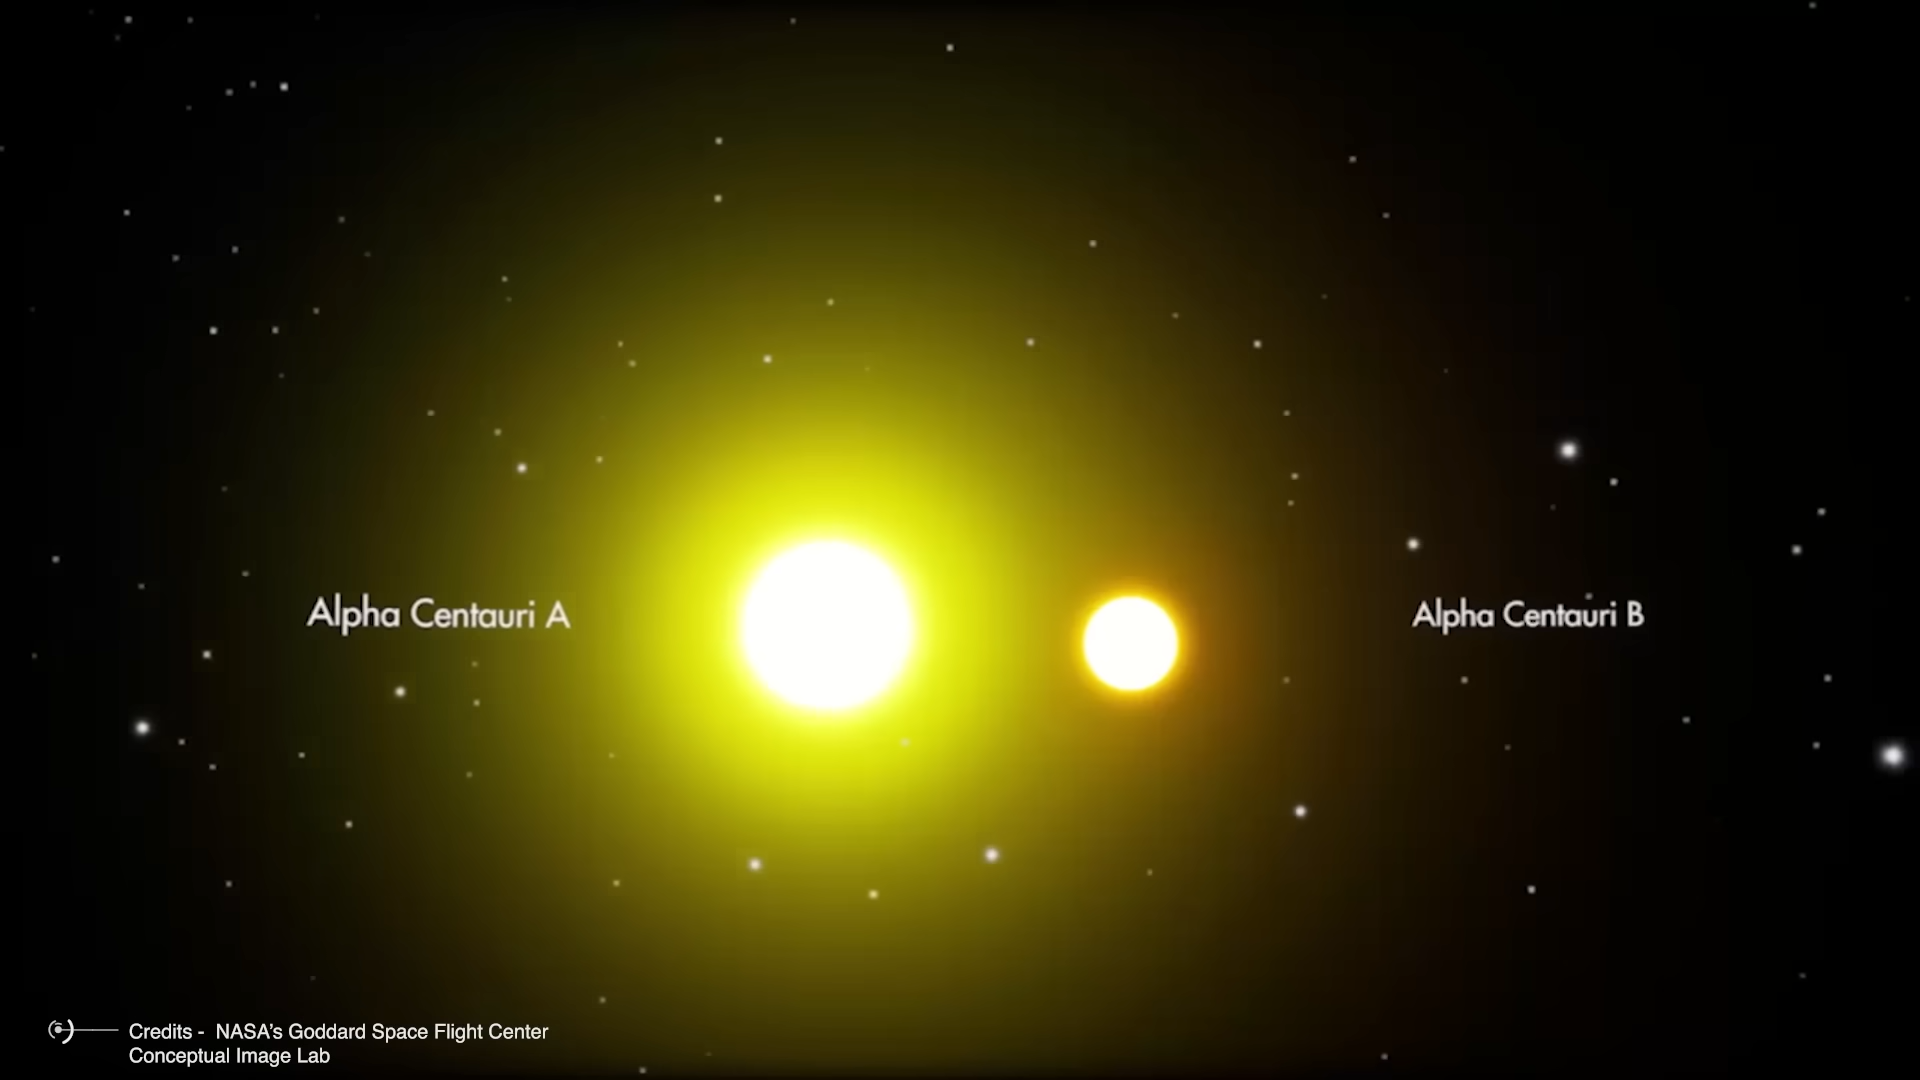 Alpha Centauri A
Alpha Centauri B
Credits - NASA's Goddard Space Flight Center
Conceptual Image Lab